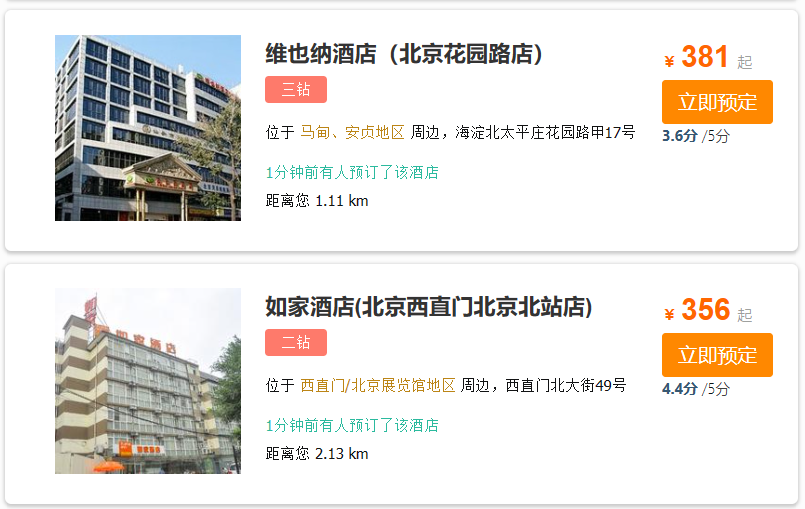 维也纳酒店（北京花园路店）
¥ 381 起
三钻
立即预定
位于 马甸、安贞地区 周边，海淀北太平庄花园路甲17号
3.6分 /5分
1分钟前有人预订了该酒店
距离您 1.11 km
如家酒店(北京西直门北京北站店)
¥ 356 起
二钻
立即预定
位于 西直门/北京展览馆地区 周边，西直门北大街49号
4.4分 /5分
1分钟前有人预订了该酒店
距离您 2.13 km
如家酒店